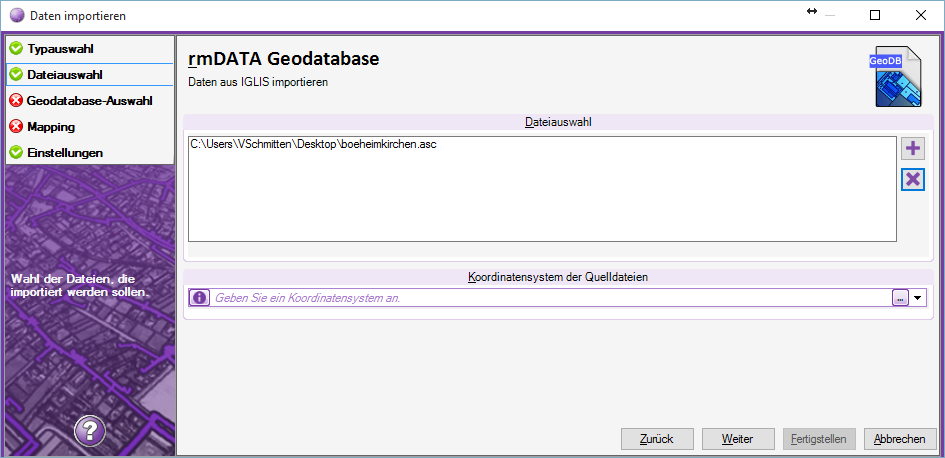 Daten importieren
Typauswahl
Dateiauswahl
Geodatabase-Auswahl
Mapping
Einstellungen
Wahl der Dateien, die
importiert werden sollen.
?
rmDATA Geodatabase
Daten aus IGLIS importieren
GeoDB
Dateiauswahl
C:\Users\VSchmitten\Desktop\boeheimkirchen.asc
Koordinatensystem der Quelldateien
Geben Sie ein Koordinatensystem an.
...
Zurück
Weiter
Fertigstellen
Abbrechen